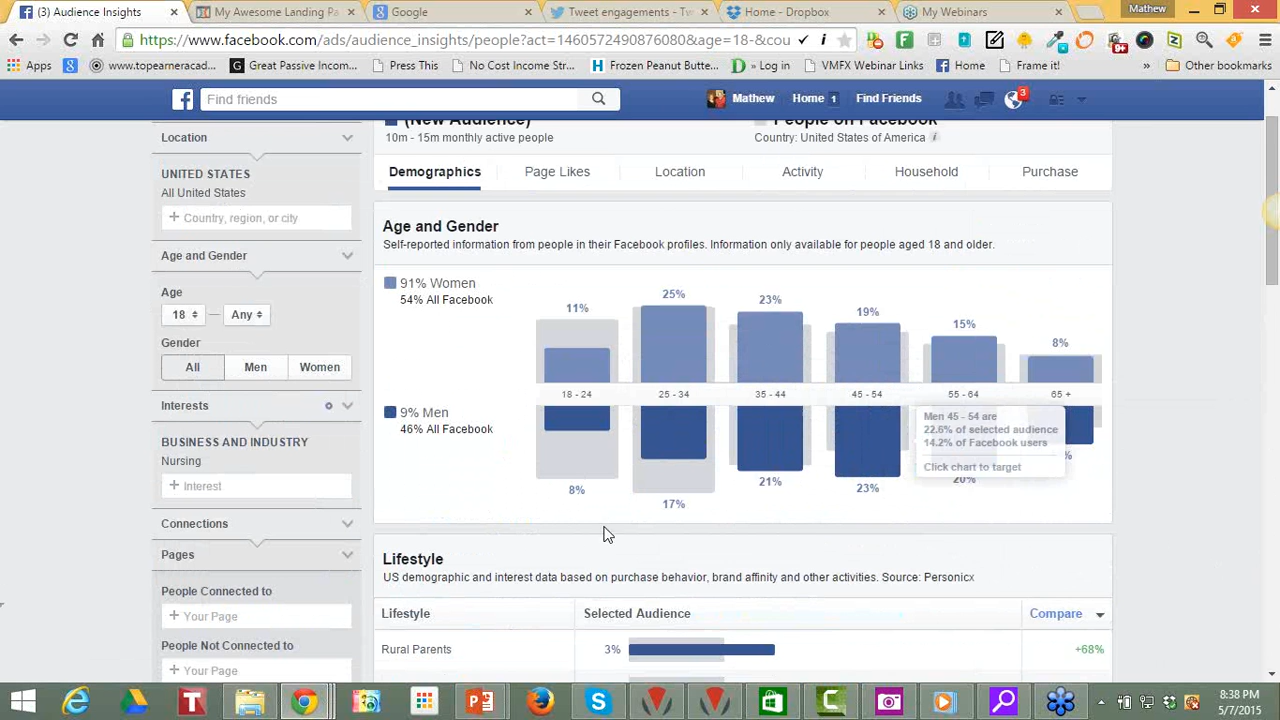 (3) Audience Insights
My Awesome Landing Pa
Google
Tweet engagements - Tw
Home - Dropbox
My Webinars
Mathew
https://www.facebook.com/ads/audience_insights/people?act=1460572490876080&age=18-&cou
Apps
www.topearneracad...
Great Passive Incom...
Press This
No Cost Income Str...
Frozen Peanut Butte...
» Log in
VMFX Webinar Links
Home
Frame it!
»
Other bookmarks
Find friends
Mathew
Home 1
Find Friends
3
(New Audience)
10m - 15m monthly active people
People on Facebook
Country: United States of America
Location
UNITED STATES
All United States
+ Country, region, or city
Age and Gender
Age
18 — Any
Gender
All Men Women
Interests
BUSINESS AND INDUSTRY
Nursing
+ Interest
Connections
Pages
People Connected to
+ Your Page
People Not Connected to
+ Your Page
Demographics Page Likes Location Activity Household Purchase
Age and Gender
Self-reported information from people in their Facebook profiles. Information only available for people aged 18 and older.
91% Women
54% All Facebook
11% 25% 23% 19% 15% 8%
18 - 24 25 - 34 35 - 44 45 - 54 55 - 64 65 +
9% Men
46% All Facebook
8% 17% 21% 23% 20% %
Men 45 - 54 are
22.6% of selected audience
14.2% of Facebook users
Click chart to target
Lifestyle
US demographic and interest data based on purchase behavior, brand affinity and other activities. Source: Personicx
Lifestyle Selected Audience Compare
Rural Parents 3% +68%
8:38 PM
5/7/2015